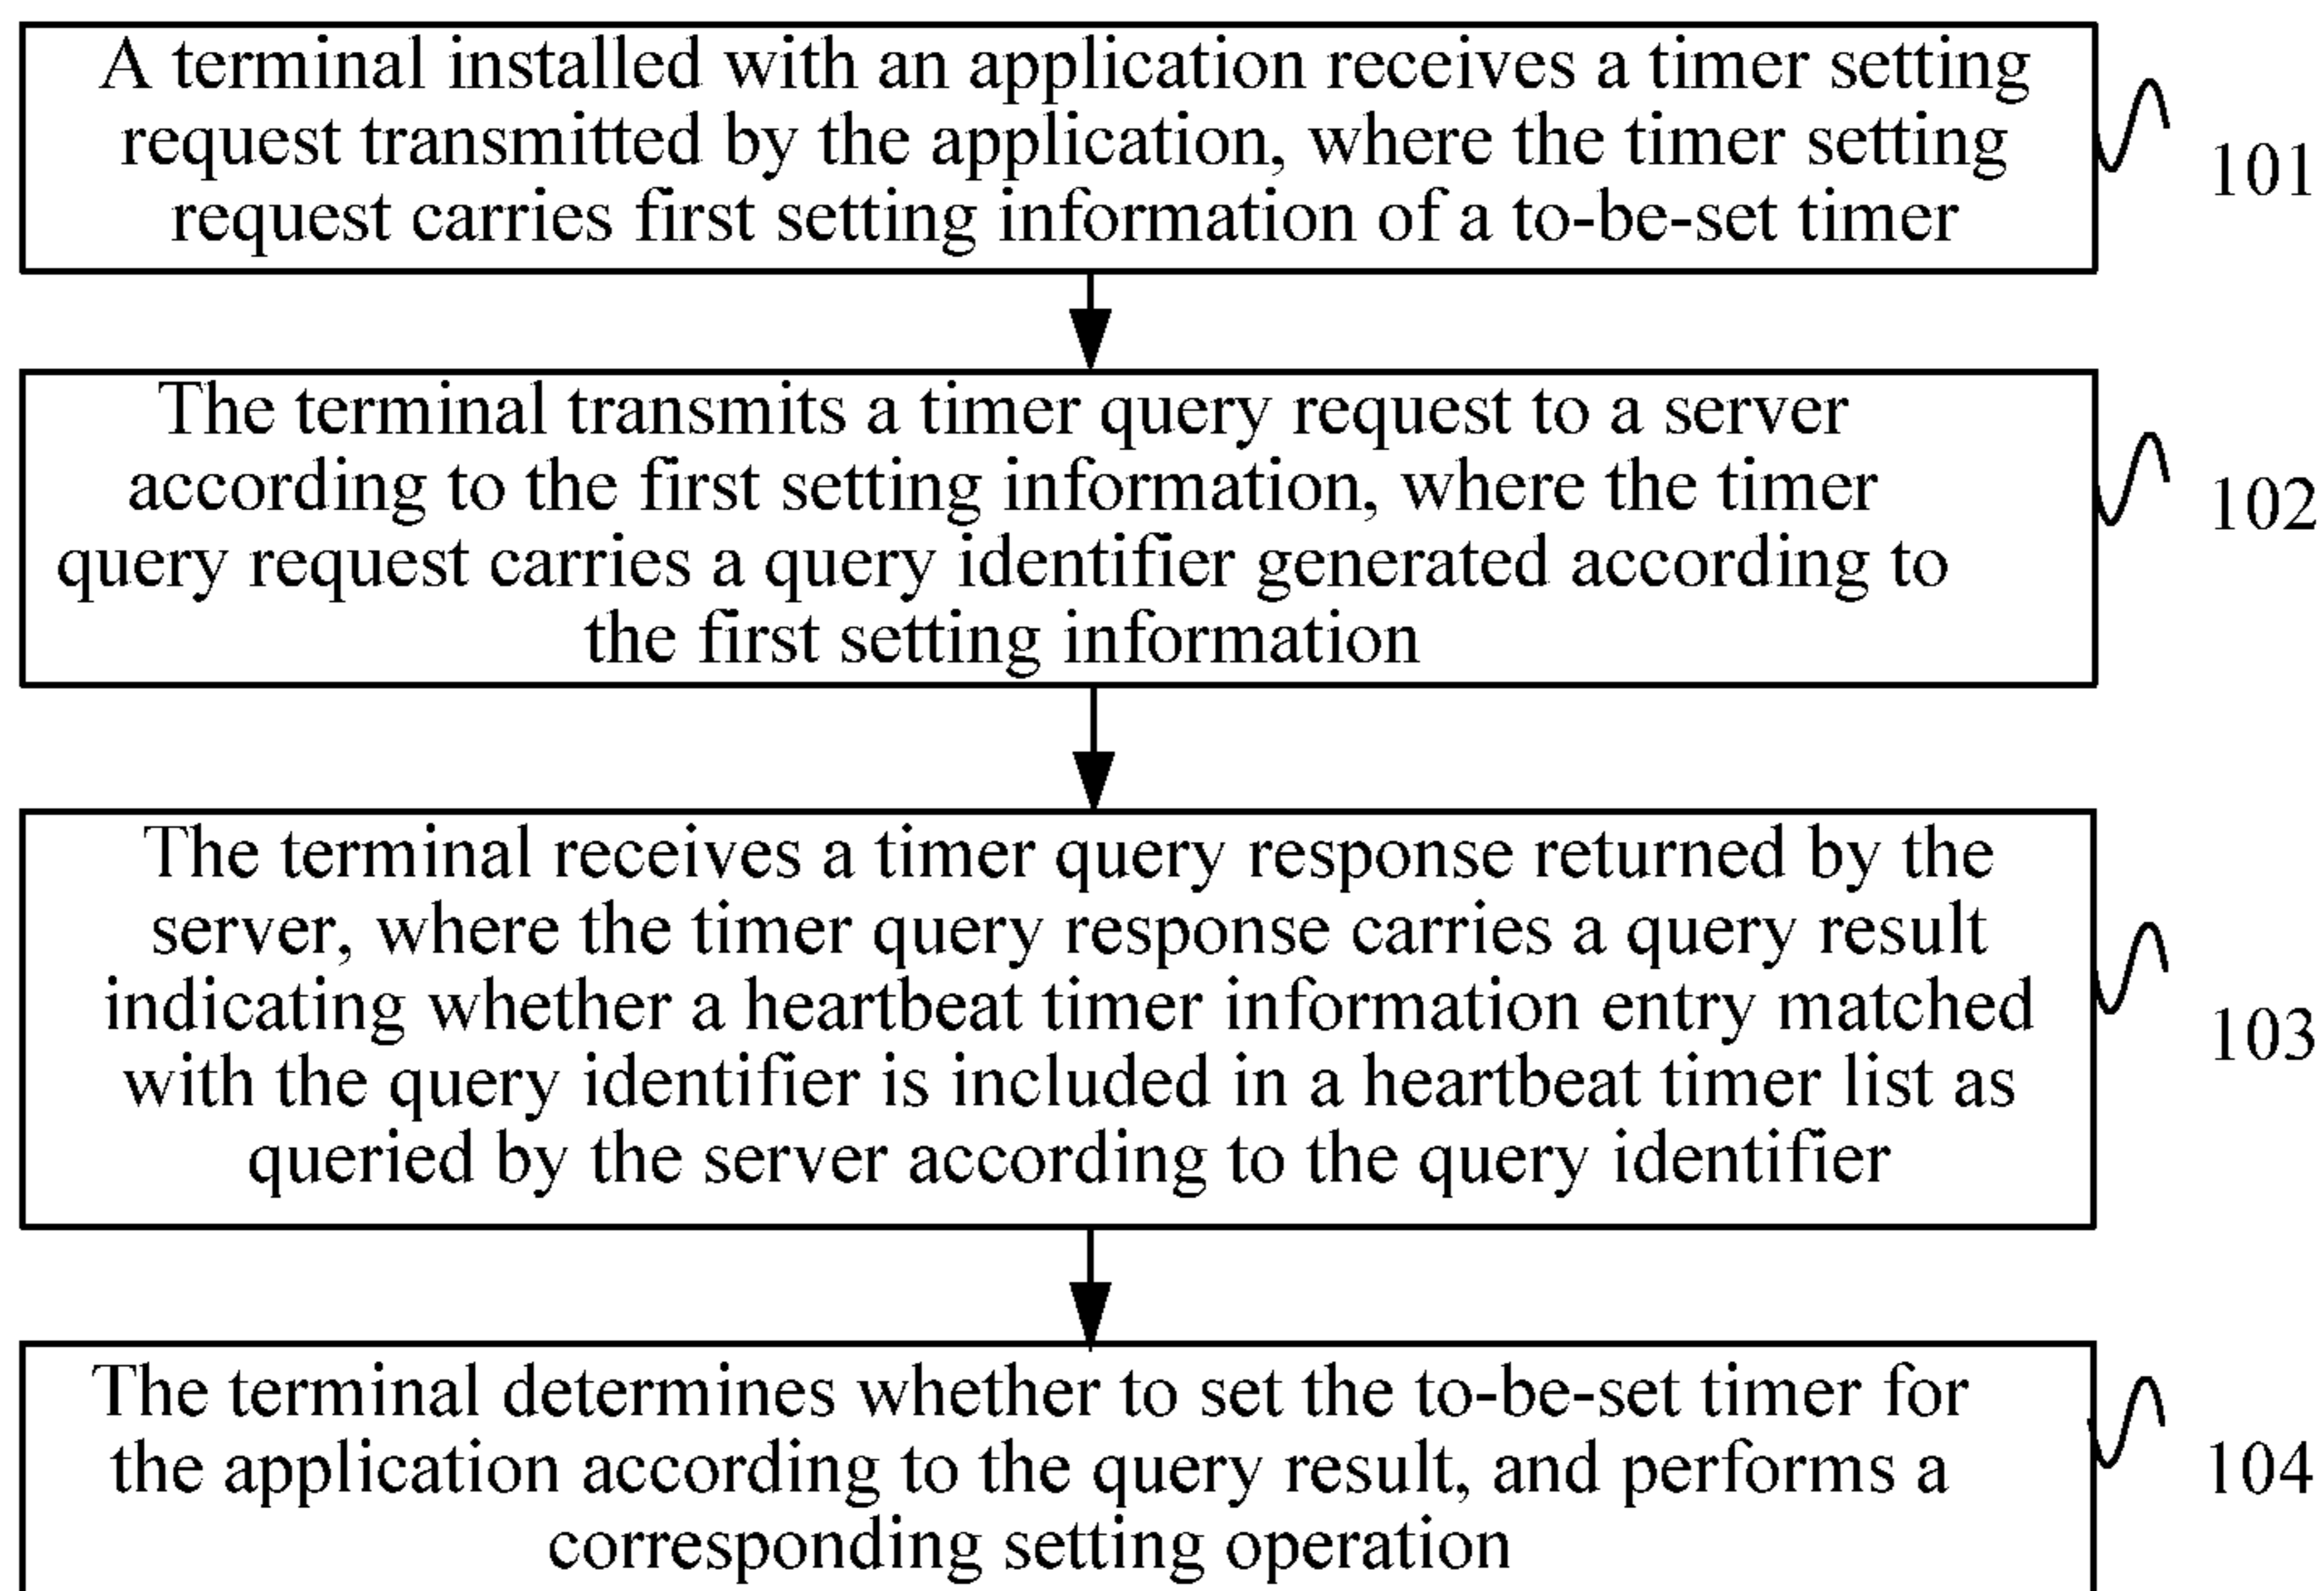 A terminal installed with an application receives a timer setting
request transmitted by the application, where the timer setting
request carries first setting information of a to-be-set timer
101
The terminal transmits a timer query request to a server
according to the first setting information, where the timer
query request carries a query identifier generated according to
the first setting information
102
The terminal receives a timer query response returned by the
server, where the timer query response carries a query result
indicating whether a heartbeat timer information entry matched
with the query identifier is included in a heartbeat timer list as
queried by the server according to the query identifier
103
The terminal determines whether to set the to-be-set timer for
the application according to the query result, and performs a
corresponding setting operation
104